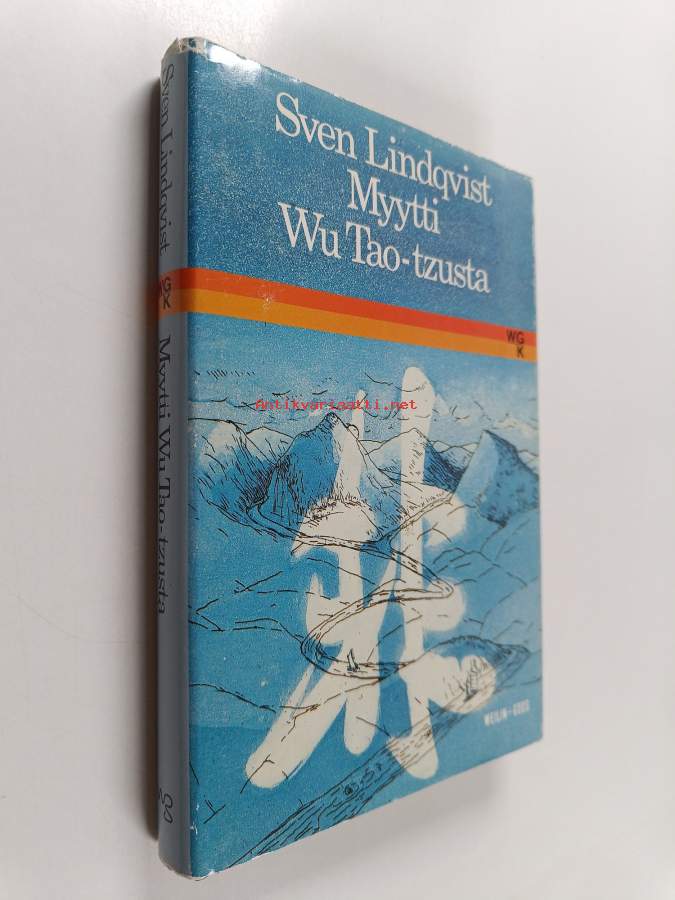 Sven Lindqvist
Myytti
Wu Tao-tzusta
WG
K
WEILIN+GÖÖS
Antikvariaatti.net
Sven Lindqvist
WG
K
Myytti Wu Tao-tzusta